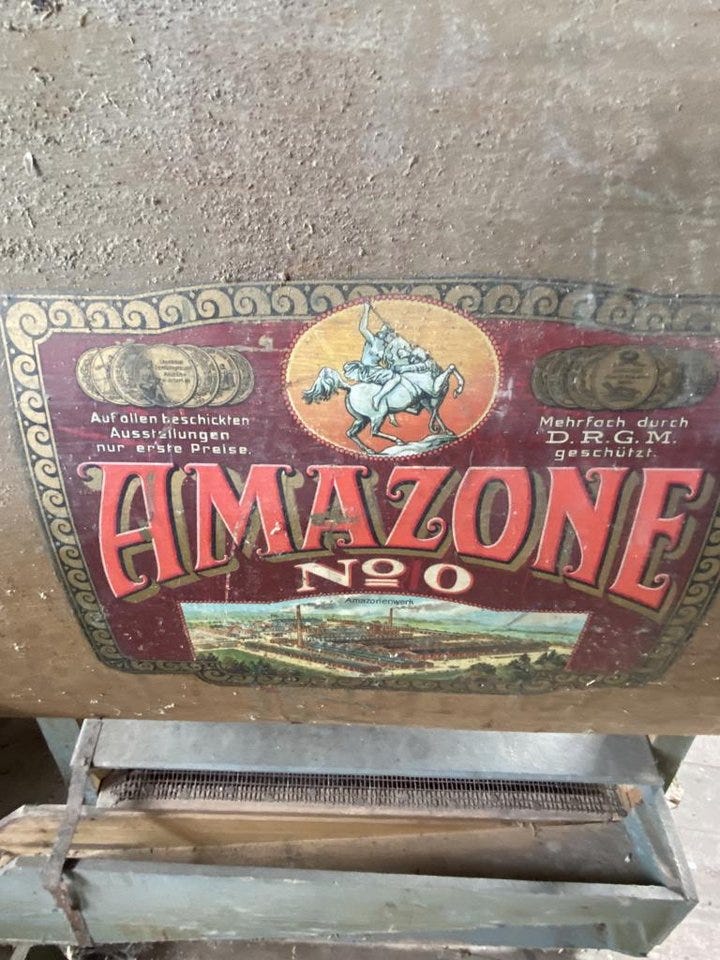 Auf allen beschickten
Ausstellungen
nur erste Preise.
Mehrfach durch
D.R.G.M.
geschützt.
AMAZONE
No 0
Amazonenwerk